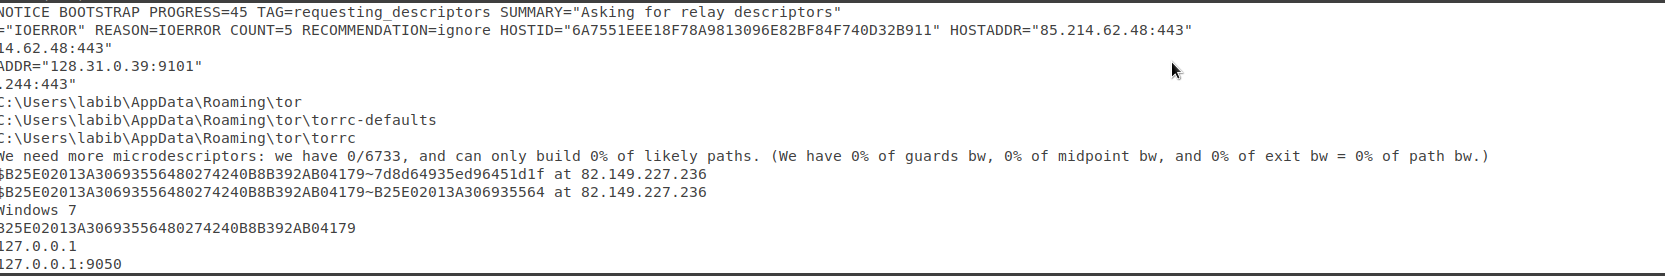 NOTICE BOOTSTRAP PROGRESS=45 TAG=requesting_descriptors SUMMARY="Asking for relay descriptors"
="IOERROR" REASON=IOERROR COUNT=5 RECOMMENDATION=ignore HOSTID="6A7551EEE18F78A9813096E82BF84F740D32B911" HOSTADDR="85.214.62.48:443"
14.62.48:443"
ADDR="128.31.0.39:9101"
.244:443"
C:\Users\labib\AppData\Roaming\tor
C:\Users\labib\AppData\Roaming\tor\torrc-defaults
C:\Users\labib\AppData\Roaming\tor\torrc
We need more microdescriptors: we have 0/6733, and can only build 0% of likely paths. (We have 0% of guards bw, 0% of midpoint bw, and 0% of exit bw = 0% of path bw.)
$B25E02013A30693556480274240B8B392AB04179~7d8d64935ed96451d1f at 82.149.227.236
$B25E02013A30693556480274240B8B392AB04179~B25E02013A306935564 at 82.149.227.236
Windows 7
B25E02013A30693556480274240B8B392AB04179
127.0.0.1
127.0.0.1:9050